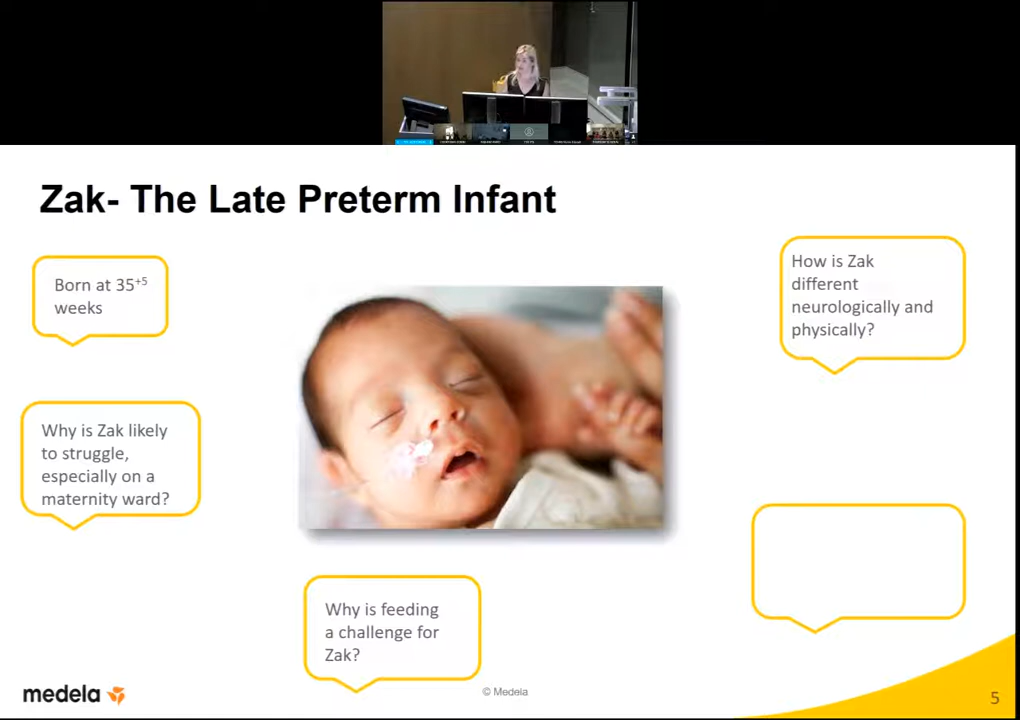 Zak- The Late Preterm Infant
Born at 35⁺⁵
weeks
How is Zak
different
neurologically and
physically?
Why is Zak likely
to struggle,
especially on a
maternity ward?
Why is feeding
a challenge for
Zak?
medela
© Medela
5